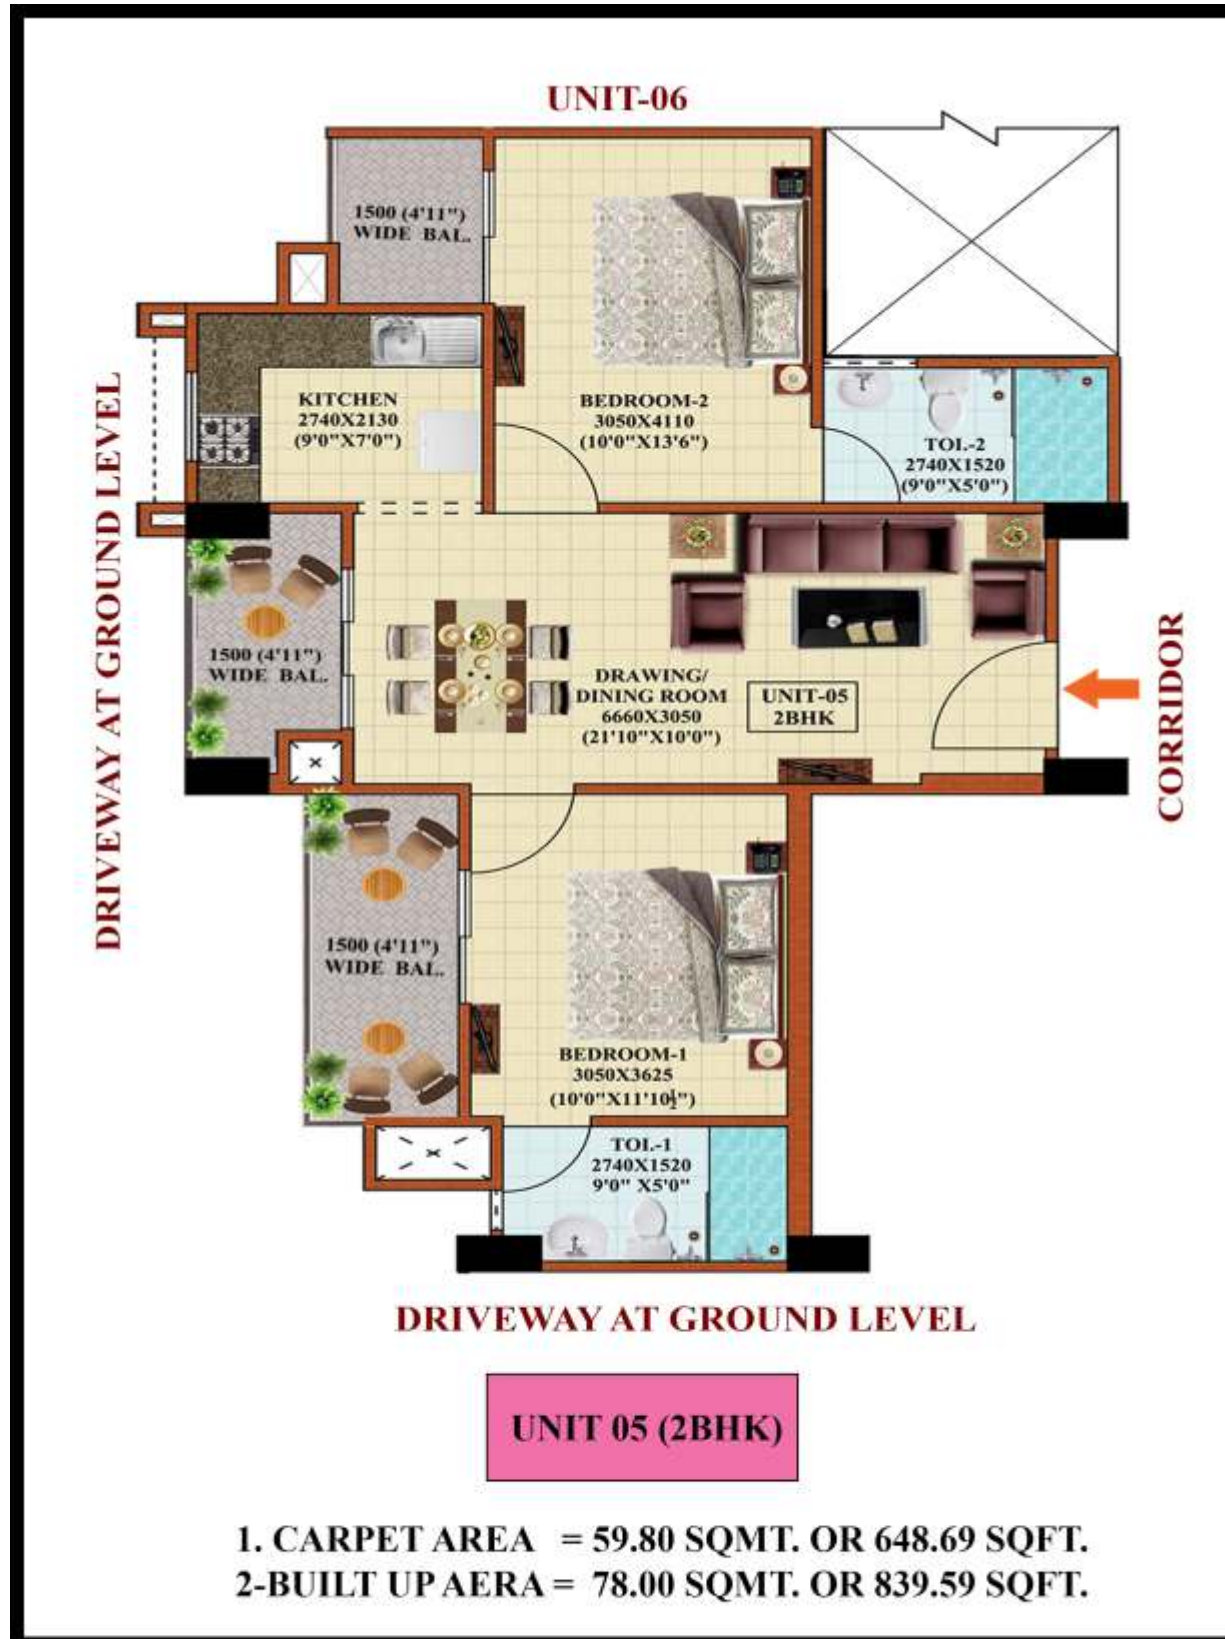 UNIT-06
1500 (4'11")
WIDE BAL.
KITCHEN
2740X2130
(9'0"X7'0")
BEDROOM-2
3050X4110
(10'0"X13'6")
TOI.-2
2740X1520
(9'0"X5'0")
DRIVEWAY AT GROUND LEVEL
1500 (4'11")
WIDE BAL.
DRAWING/
DINING ROOM
6660X3050
(21'10"X10'0")
UNIT-05
2BHK
CORRIDOR
1500 (4'11")
WIDE BAL.
BEDROOM-1
3050X3625
(10'0"X11'10½")
TOI.-1
2740X1520
9'0" X5'0"
DRIVEWAY AT GROUND LEVEL
UNIT 05 (2BHK)
1. CARPET AREA = 59.80 SQMT. OR 648.69 SQFT.
2-BUILT UP AERA = 78.00 SQMT. OR 839.59 SQFT.